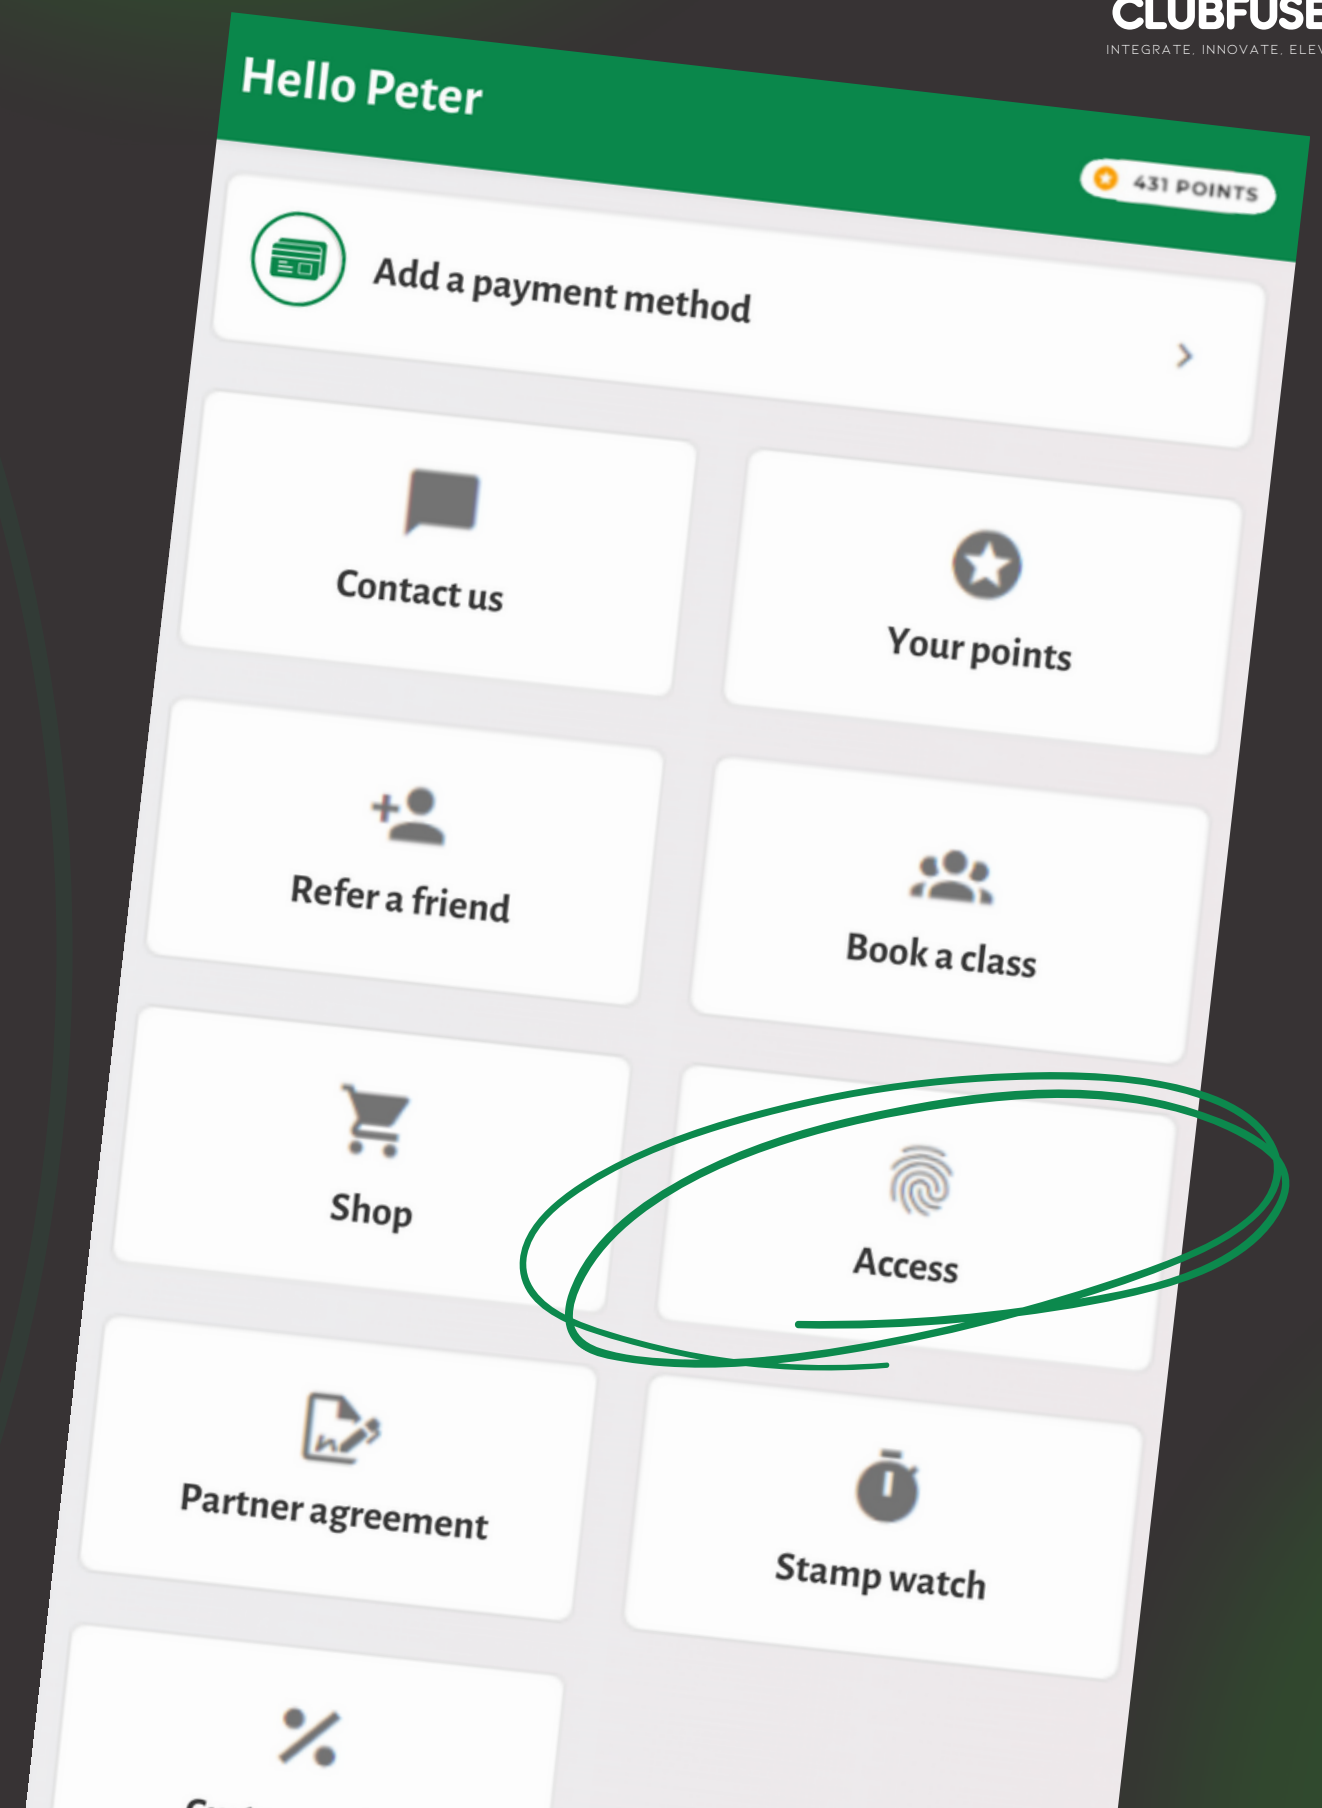 CLUBFUSE
INTEGRATE, INNOVATE, ELEV
Hello Peter
431 POINTS
Add a payment method
Contact us
Your points
Refer a friend
Book a class
Shop
Access
Partner agreement
Stamp watch